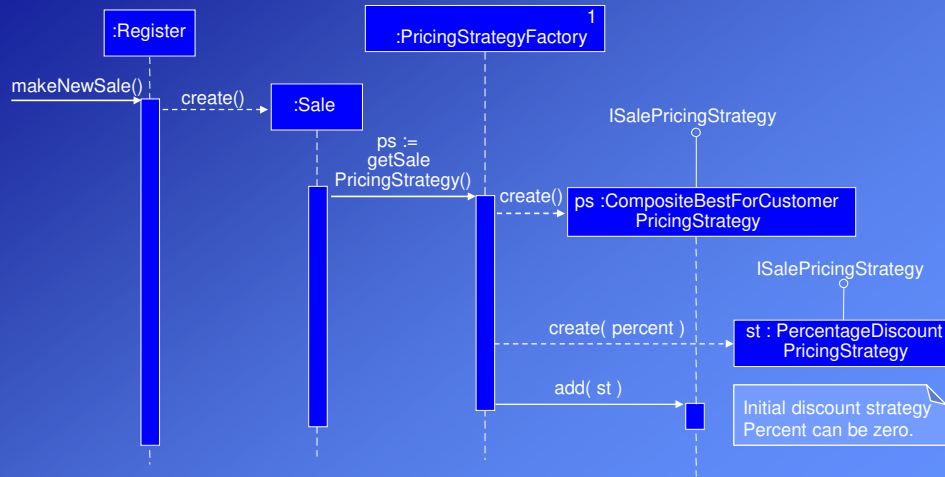 :Register
1
:PricingStrategyFactory
makeNewSale()
create()
:Sale
ISalePricingStrategy
ps :=
getSale
PricingStrategy()
create()
ps :CompositeBestForCustomer
PricingStrategy
ISalePricingStrategy
create( percent )
st : PercentageDiscount
PricingStrategy
add( st )
Initial discount strategy
Percent can be zero.